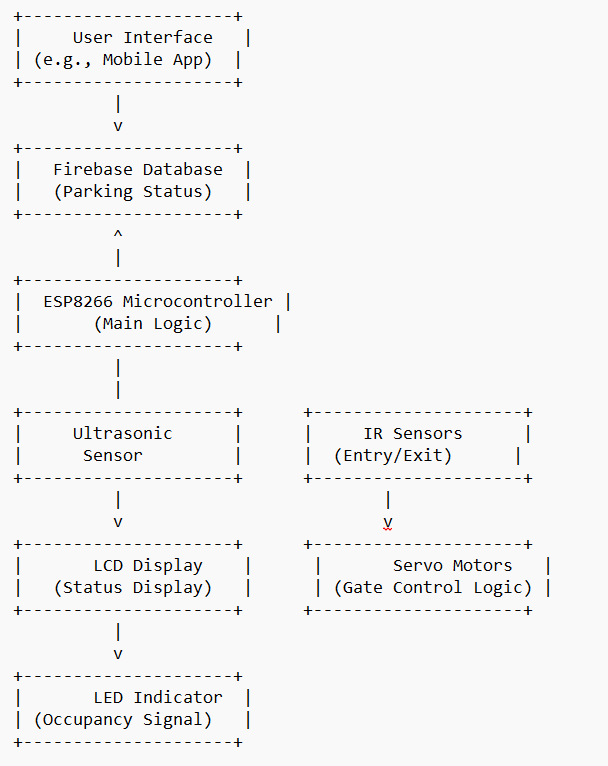 +---------------------+
|     User Interface   |
| (e.g., Mobile App)  |
+---------------------+
          |
          v
+---------------------+
|   Firebase Database  |
|   (Parking Status)   |
+---------------------+
          ^
          |
+---------------------+
|  ESP8266 Microcontroller |
|       (Main Logic)      |
+---------------------+
          |
          |
+---------------------+      +---------------------+
|     Ultrasonic      |      |     IR Sensors      |
|      Sensor         |      |  (Entry/Exit)      |
+---------------------+      +---------------------+
          |                          |
          v                          v
+---------------------+      +---------------------+
|       LCD Display    |      |       Servo Motors   |
|   (Status Display)   |      | (Gate Control Logic) |
+---------------------+      +---------------------+
          |
          v
+---------------------+
|       LED Indicator  |
| (Occupancy Signal)   |
+---------------------+